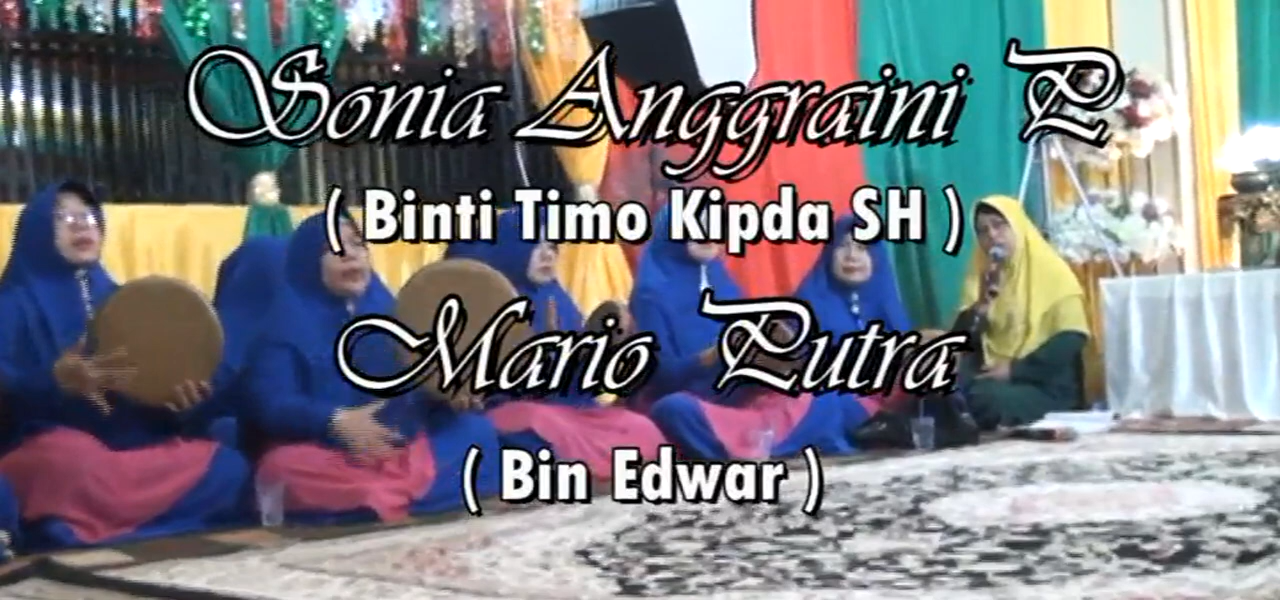 Sonia Anggraini P
( Binti Timo Kipda SH )
Mario Putra
( Bin Edwar )